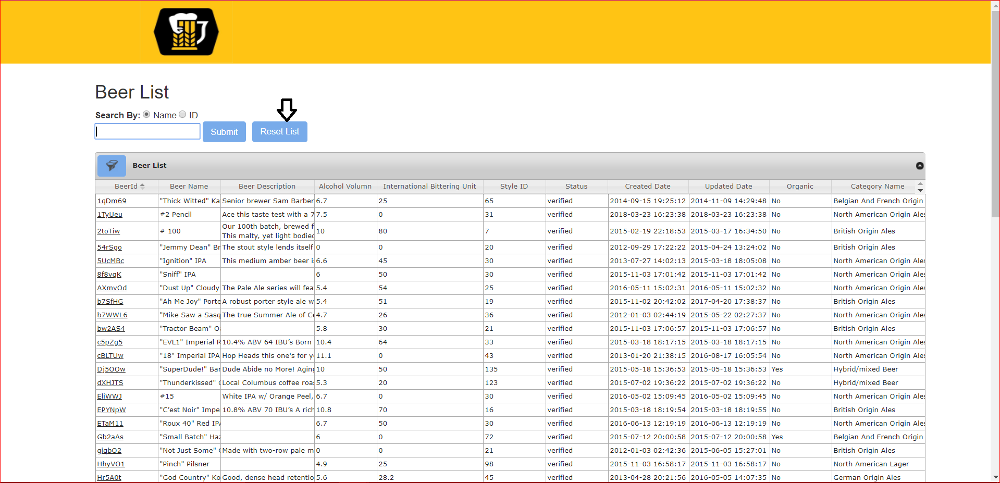 Beer List
Search By: Name ID
Submit Reset List
Beer List
BeerId Beer Name Beer Description Alcohol Volumn International Bittering Unit Style ID Status Created Date Updated Date Organic Category Name
1qDm69 "Thick Witted" Ka Senior brewer Sam Barber 6.7 25 65 verified 2014-09-15 19:25:12 2014-11-09 14:29:48 No Belgian And French Origin
1TyUeu #2 Pencil Ace this taste test with a 7 7.5 0 31 verified 2018-03-23 16:23:38 2018-03-23 16:23:38 No North American Origin Ales
2toTiw # 100 Our 100th batch, brewed f 10 80 7 verified 2015-02-19 22:18:53 2015-03-17 16:34:50 No British Origin Ales
This malty, yet light bodied
54rSgo "Jemmy Dean" Br The stout style lends itself 0 0 20 verified 2012-09-29 17:22:22 2015-04-24 13:24:02 No British Origin Ales
5UcMBc "Ignition" IPA This medium amber beer is 6.6 45 30 verified 2013-07-27 14:02:13 2015-03-18 18:05:08 No North American Origin Ales
8f8vqK "Sniff" IPA 6 50 30 verified 2015-11-03 17:01:42 2015-11-03 17:01:42 No North American Origin Ales
AXmvOd "Dust Up" Cloudy The Pale Ale series will fea 5.4 54 25 verified 2016-05-11 15:02:31 2016-05-11 15:02:32 No North American Origin Ales
b7SfHG "Ah Me Joy" Porte A robust porter style ale w 5.4 51 19 verified 2015-11-02 20:42:02 2017-04-20 17:38:37 No British Origin Ales
b7WWL6 "Mike Saw a Sasq The true Summer Ale of Ce 4.7 26 36 verified 2012-01-03 02:44:19 2015-05-22 02:27:37 No North American Origin Ales
bw2AS4 "Tractor Beam" Oa 5.8 30 21 verified 2015-11-03 17:06:57 2015-11-03 17:06:57 No British Origin Ales
c5pZg5 "EVL1" Imperial R 10.4% ABV 64 IBU’s Born 10.4 64 33 verified 2015-03-18 18:17:15 2015-03-18 18:17:15 No North American Origin Ales
cBLTUw "18" Imperial IPA Hop Heads this one's for y 11.1 0 43 verified 2013-01-20 21:38:15 2016-08-17 16:05:54 No North American Origin Ales
Dj5OOw "SuperDude!" Bar Dude Abide no More! Aging 10 50 135 verified 2015-05-18 15:36:53 2015-05-18 15:36:53 Yes Hybrid/mixed Beer
dXHJTS "Thunderkissed" C Local Columbus coffee roas 5.3 20 123 verified 2015-07-02 19:36:22 2015-07-02 19:36:22 No Hybrid/mixed Beer
EliWWJ #15 White IPA w/ Orange Peel, 6.7 0 30 verified 2016-05-02 15:09:45 2016-05-02 15:09:45 No North American Origin Ales
EPYNpW "C’est Noir" Impe 10.8% ABV 70 IBU’s A rich 10.8 70 16 verified 2015-03-18 18:19:54 2015-03-18 18:19:55 No British Origin Ales
ETaM11 "Roux 40" Red IPA 6.7 50 30 verified 2016-06-13 12:19:19 2016-06-13 12:19:19 No North American Origin Ales
Gb2aAs "Small Batch" Haz 6 0 72 verified 2015-07-12 20:00:58 2015-07-12 20:00:58 Yes Belgian And French Origin
giqbO2 "Not Just Some" C Made with two-row pale m 0 0 21 verified 2012-01-03 02:42:36 2015-06-05 15:27:01 No British Origin Ales
HhyVO1 "Pinch" Pilsner 4.9 25 98 verified 2015-11-03 16:58:17 2015-11-03 16:58:17 No North American Lager
Hr5A0t "God Country" Ko Good, dense head retentio 5.6 28.2 45 verified 2013-04-28 20:21:56 2016-05-05 14:07:35 No German Origin Ales